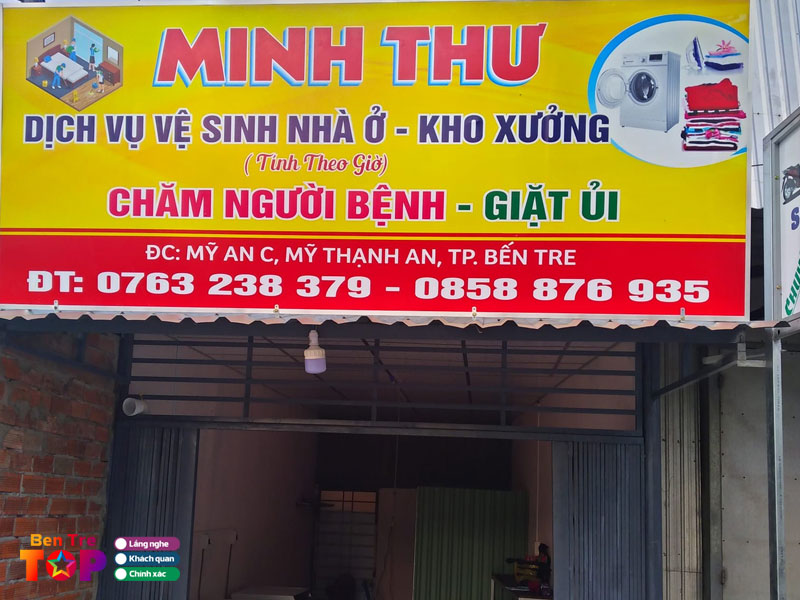 MINH THƯ
DỊCH VỤ VỆ SINH NHÀ Ở - KHO XƯỞNG
(Tính Theo Giờ)
CHĂM NGƯỜI BỆNH - GIẶT ỦI
ĐC: MỸ AN C, MỸ THẠNH AN, TP. BẾN TRE
ĐT: 0763 238 379 - 0858 876 935
Ben Tre
TOP
Lắng nghe
Khách quan
Chính xác